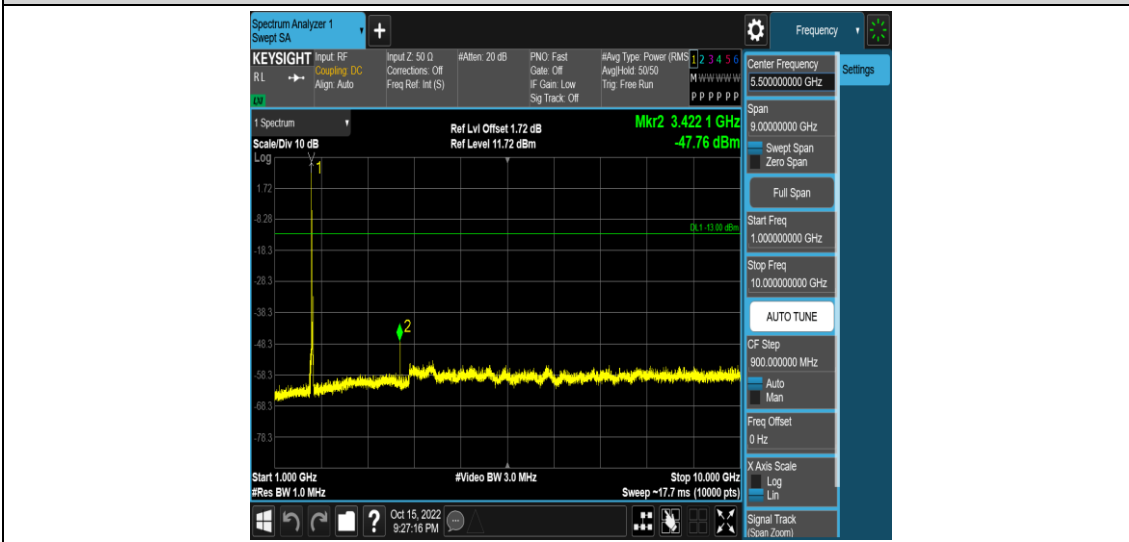 Spectrum Analyzer 1
Swept SA
+
Frequency
KEYSIGHT
RL
LXI
Input: RF
Coupling: DC
Align: Auto
Input Z: 50 Ω
Corrections: Off
Freq Ref: Int (S)
#Atten: 20 dB
PNO: Fast
Gate: Off
IF Gain: Low
Sig Track: Off
#Avg Type: Power (RMS
Avg|Hold: 50/50
Trig: Free Run
1 2 3 4 5 6
M W W W W W
P P P P P P
1 Spectrum
Scale/Div 10 dB
Log
Ref Lvl Offset 1.72 dB
Ref Level 11.72 dBm
Mkr2 3.422 1 GHz
-47.76 dBm
1
1.72
-8.28
DL1 -13.00 dBm
-18.3
-28.3
-38.3
2
-48.3
-58.3
-68.3
-78.3
Start 1.000 GHz
#Res BW 1.0 MHz
#Video BW 3.0 MHz
Stop 10.000 GHz
Sweep ~17.7 ms (10000 pts)
?
Oct 15, 2022
9:27:16 PM
Center Frequency
5.500000000 GHz
Settings
Span
9.00000000 GHz
Swept Span
Zero Span
Full Span
Start Freq
1.000000000 GHz
Stop Freq
10.000000000 GHz
AUTO TUNE
CF Step
900.000000 MHz
Auto
Man
Freq Offset
0 Hz
X Axis Scale
Log
Lin
Signal Track
(Span Zoom)